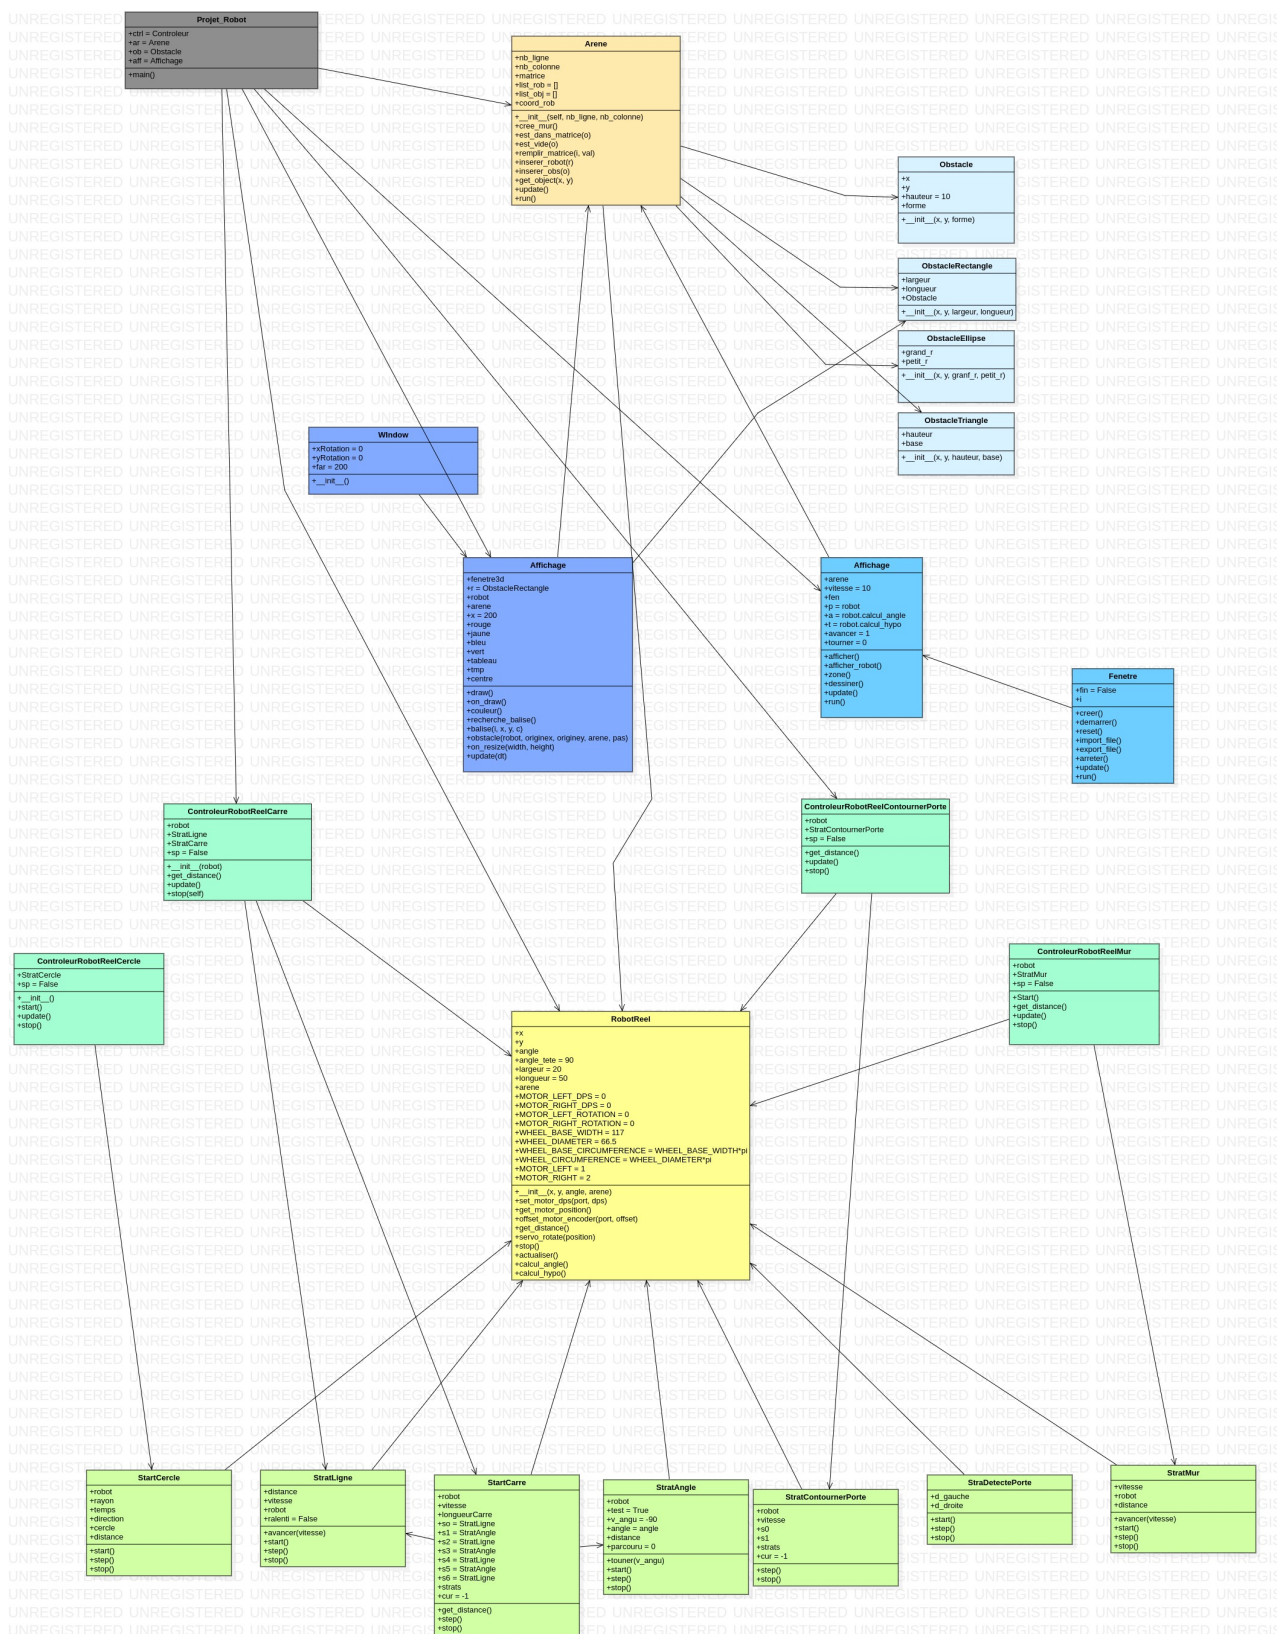 Projet_Robot
+ctrl = Controleur
+ar = Arene
+ob = Obstacle
+aff = Affichage
+main()
Arene
+nb_ligne
+nb_colonne
+matrice
+list_rob = []
+list_obj = []
+coord_rob
+__init__(self, nb_ligne, nb_colonne)
+cree_mur()
+est_dans_matrice(o)
+est_vide(o)
+remplir_matrice(i, val)
+inserer_robot(r)
+inserer_obs(o)
+get_object(x, y)
+update()
+run()
Obstacle
+x
+y
+hauteur = 10
+forme
+__init__(x, y, forme)
ObstacleRectangle
+largeur
+longueur
+Obstacle
+__init__(x, y, largeur, longueur)
ObstacleEllipse
+grand_r
+petit_r
+__init__(x, y, granf_r, petit_r)
ObstacleTriangle
+hauteur
+base
+__init__(x, y, hauteur, base)
WIndow
+xRotation = 0
+yRotation = 0
+far = 200
+__init__()
Affichage
+fenetre3d
+r = ObstacleRectangle
+robot
+arene
+x = 200
+rouge
+jaune
+bleu
+vert
+tableau
+tmp
+centre
+draw()
+on_draw()
+couleur()
+recherche_balise()
+balise(i, x, y, c)
+obstacle(robot, originex, originey, arene, pas)
+on_resize(width, height)
+update(dt)
Affichage
+arene
+vitesse = 10
+fen
+p = robot
+a = robot.calcul_angle
+t = robot.calcul_hypo
+avancer = 1
+tourner = 0
+afficher()
+afficher_robot()
+zone()
+dessiner()
+update()
+run()
Fenetre
+fin = False
+i
+creer()
+demarrer()
+reset()
+import_file()
+export_file()
+arreter()
+update()
+run()
ControleurRobotReelCarre
+robot
+StratLigne
+StratCarre
+sp = False
+__init__(robot)
+get_distance()
+update()
+stop(self)
ControleurRobotReelContournerPorte
+robot
+StratContournerPorte
+sp = False
+get_distance()
+update()
+stop()
ControleurRobotReelCercle
+StratCercle
+sp = False
+__init__()
+start()
+update()
+stop()
ControleurRobotReelMur
+robot
+StratMur
+sp = False
+Start()
+get_distance()
+update()
+stop()
RobotReel
+x
+y
+angle
+angle_tete = 90
+largeur = 20
+longueur = 50
+arene
+MOTOR_LEFT_DPS = 0
+MOTOR_RIGHT_DPS = 0
+MOTOR_LEFT_ROTATION = 0
+MOTOR_RIGHT_ROTATION = 0
+WHEEL_BASE_WIDTH = 117
+WHEEL_DIAMETER = 66.5
+WHEEL_BASE_CIRCUMFERENCE = WHEEL_BASE_WIDTH*pi
+WHEEL_CIRCUMFERENCE = WHEEL_DIAMETER*pi
+MOTOR_LEFT = 1
+MOTOR_RIGHT = 2
+__init__(x, y, angle, arene)
+set_motor_dps(port, dps)
+get_motor_position()
+offset_motor_encoder(port, offset)
+get_distance()
+servo_rotate(position)
+stop()
+actualiser()
+calcul_angle()
+calcul_hypo()
StartCercle
+robot
+rayon
+temps
+direction
+cercle
+distance
+start()
+step()
+stop()
StratLigne
+distance
+vitesse
+robot
+ralenti = False
+avancer(vitesse)
+start()
+step()
+stop()
StartCarre
+robot
+vitesse
+longueurCarre
+so = StratLigne
+s1 = StratAngle
+s2 = StratLigne
+s3 = StratAngle
+s4 = StratLigne
+s5 = StratAngle
+s6 = StratLigne
+strats
+cur = -1
+get_distance()
+step()
+stop()
StratAngle
+robot
+test = True
+v_angu = -90
+angle = angle
+distance
+parcouru = 0
+touner(v_angu)
+start()
+step()
+stop()
StratContournerPorte
+robot
+vitesse
+s0
+s1
+strats
+cur = -1
+step()
+stop()
StraDetectePorte
+d_gauche
+d_droite
+start()
+step()
+stop()
StratMur
+vitesse
+robot
+distance
+avancer(vitesse)
+start()
+step()
+stop()